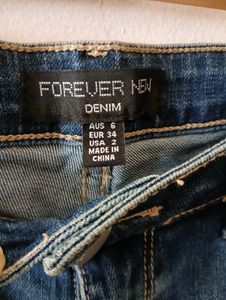 FOREVER NEW
DENIM
AUS 6
EUR 34
USA 2
MADE IN
CHINA